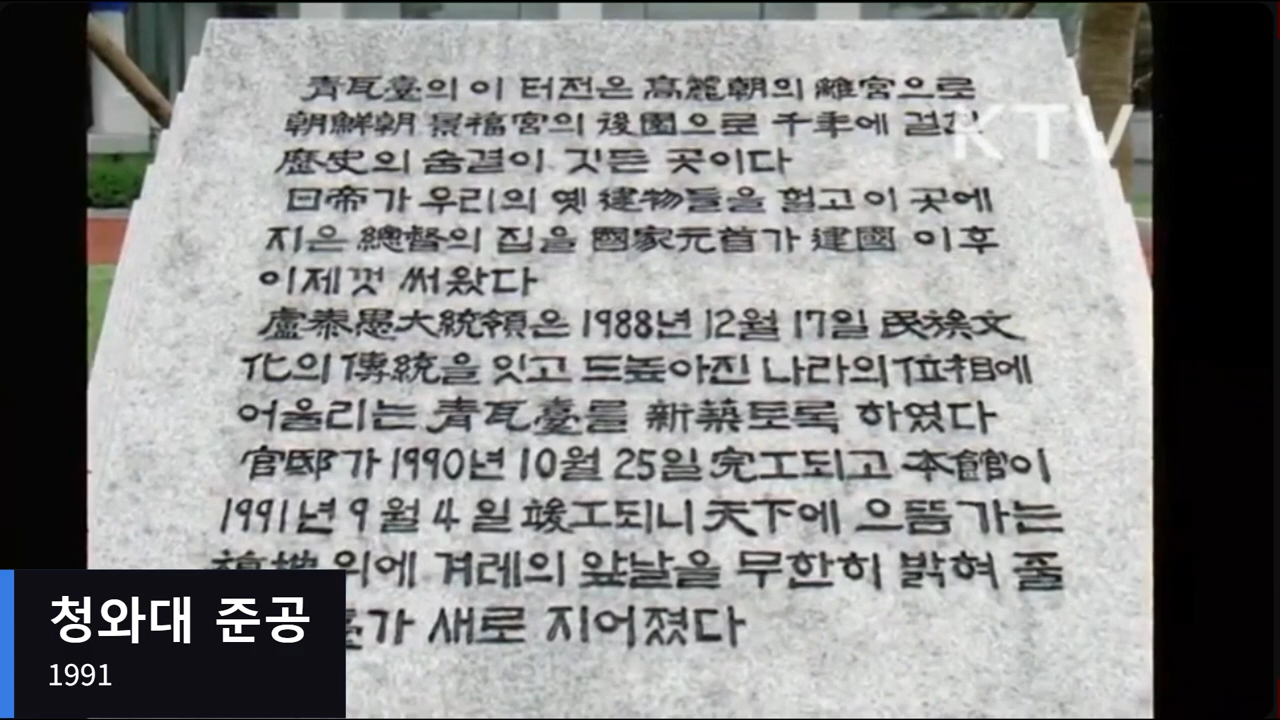 青瓦臺의 이 터전은 高麗朝의 離宮으로
朝鮮朝 景福宮의 後園으로 千年에 걸친
歷史의 숨결이 깃든 곳이다
日帝가 우리의 옛 建物들을 헐고 이 곳에
지은 總督의 집을 國家元首가 建國 이후
이제껏 써왔다
盧泰愚大統領은 1988년 12월 17일 民族文
化의 傳統을 잇고 드높아진 나라의 位相에
어울리는 靑瓦臺를 新築토록 하였다
官邸가 1990년 10월 25일 完工되고 本館이
1991년 9월 4일 竣工되니 天下에 으뜸가는
위에 겨레의 앞날을 무한히 밝혀 줄
가 새로 지어졌다
KTV
청와대 준공
1991